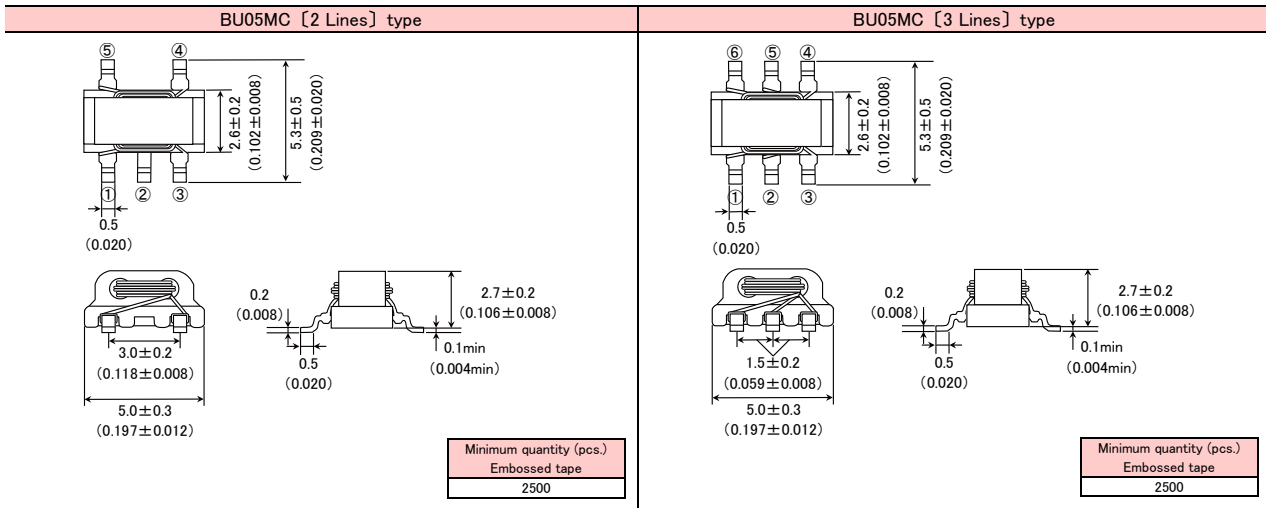 BU05MC〔2 Lines〕type
⑤ ④
2.6±0.2
(0.102±0.008)
5.3±0.5
(0.209±0.020)
① ② ③
0.5
(0.020)
3.0±0.2
(0.118±0.008)
5.0±0.3
(0.197±0.012)
0.2
(0.008)
2.7±0.2
(0.106±0.008)
0.1min
(0.004min)
0.5
(0.020)
Minimum quantity (pcs.)
Embossed tape
2500
BU05MC〔3 Lines〕type
⑥ ⑤ ④
2.6±0.2
(0.102±0.008)
5.3±0.5
(0.209±0.020)
① ② ③
0.5
(0.020)
1.5±0.2
(0.059±0.008)
5.0±0.3
(0.197±0.012)
0.2
(0.008)
2.7±0.2
(0.106±0.008)
0.1min
(0.004min)
0.5
(0.020)
Minimum quantity (pcs.)
Embossed tape
2500